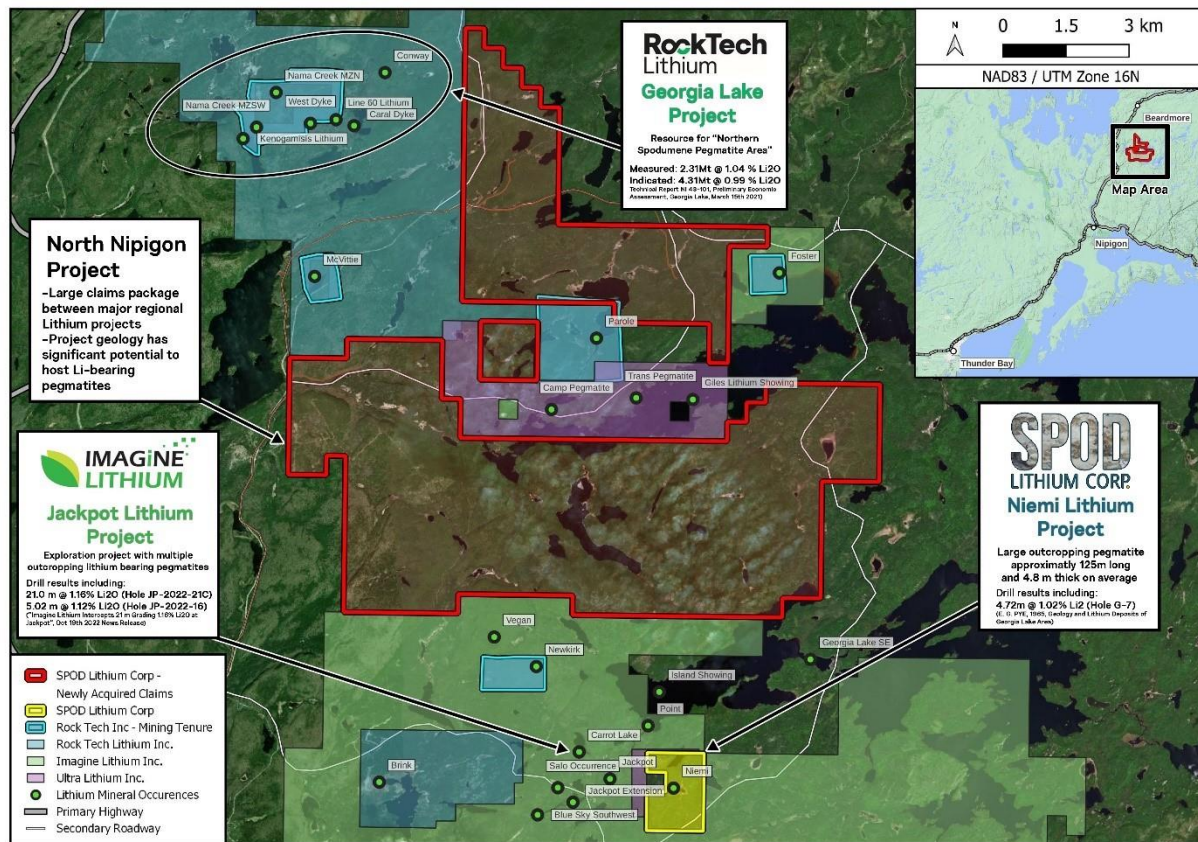 RockTech
Lithium
Georgia Lake
Project
Resource for "Northern
Spodumene Pegmatite Area"
Measured: 2.31Mt @ 1.04 % Li2O
Indicated: 4.31Mt @ 0.99 % Li2O
Technical Report NI 43-101, Preliminary Economic
Assessment, Georgia Lake, March 15th 2021)
N
0 1.5 3 km
NAD83 / UTM Zone 16N
Beardmore
Map Area
Nipigon
Thunder Bay
Conway
Nama Creek MZN
Nama Creek MZSW
West Dyke
Line 60 Lithium
Caral Dyke
Kenogamisis Lithium
North Nipigon
Project
-Large claims package
between major regional
Lithium projects
-Project geology has
significant potential to
host Li-bearing
pegmatites
McVittie
Foster
Parole
Camp Pegmatite
Trans Pegmatite
Giles Lithium Showing
IMAGINE
LITHIUM
Jackpot Lithium
Project
Exploration project with multiple
outcropping lithium bearing pegmatites
Drill results including:
21.0 m @ 1.16% Li2O (Hole JP-2022-21C)
5.02 m @ 1.12% Li2O (Hole JP-2022-16)
("Imagine Lithium Intercepts 21 m Grading 1.16% Li2O at
Jackpot", Oct 19th 2022 News Release)
SPOD
LITHIUM CORP.
Niemi Lithium
Project
Large outcropping pegmatite
approximatly 125m long
and 4.8 m thick on average
Drill results including:
4.72m @ 1.02% Li2 (Hole G-7)
(E. G. PYE, 1965, Geology and Lithium Deposits of
Georgia Lake Area)
Vegan
Newkirk
Georgia Lake SE
Island Showing
Point
Carrot Lake
Salo Occurrence
Jackpot
Niemi
Brink
Jackpot Extension
Blue Sky Southwest
SPOD Lithium Corp -
Newly Acquired Claims
SPOD Lithium Corp
Rock Tech Inc - Mining Tenure
Rock Tech Lithium Inc.
Imagine Lithium Inc.
Ultra Lithium Inc.
Lithium Mineral Occurences
Primary Highway
Secondary Roadway